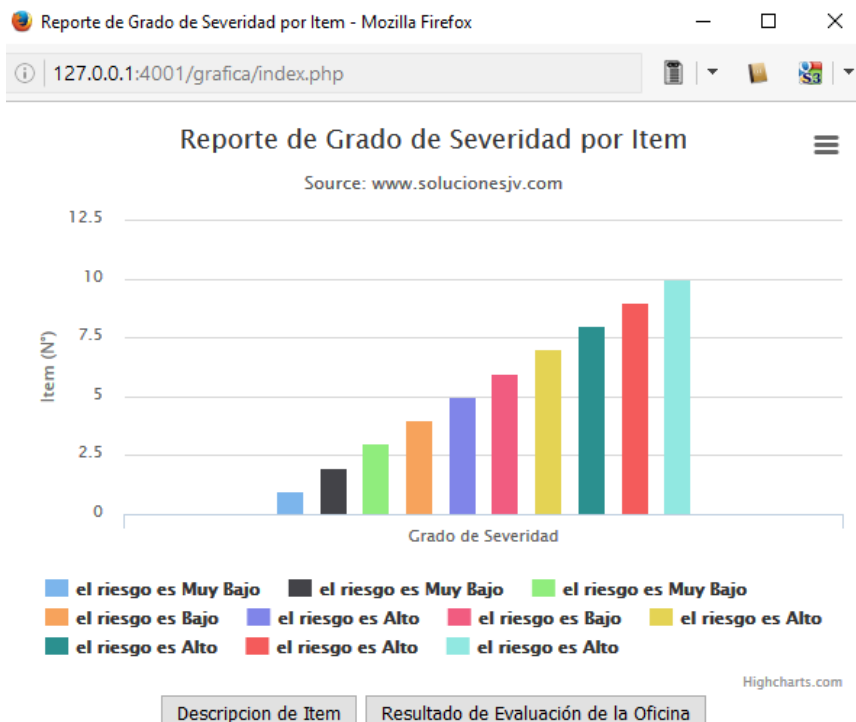 Reporte de Grado de Severidad por Item - Mozilla Firefox
127.0.0.1:4001/grafica/index.php
S3
Reporte de Grado de Severidad por Item
Source: www.solucionesjv.com
12.5
10
7.5
5
2.5
0
Item (N°)
Grado de Severidad
el riesgo es Muy Bajo el riesgo es Muy Bajo el riesgo es Muy Bajo
el riesgo es Bajo el riesgo es Alto el riesgo es Bajo el riesgo es Alto
el riesgo es Alto el riesgo es Alto el riesgo es Alto
Highcharts.com
Descripcion de Item Resultado de Evaluación de la Oficina